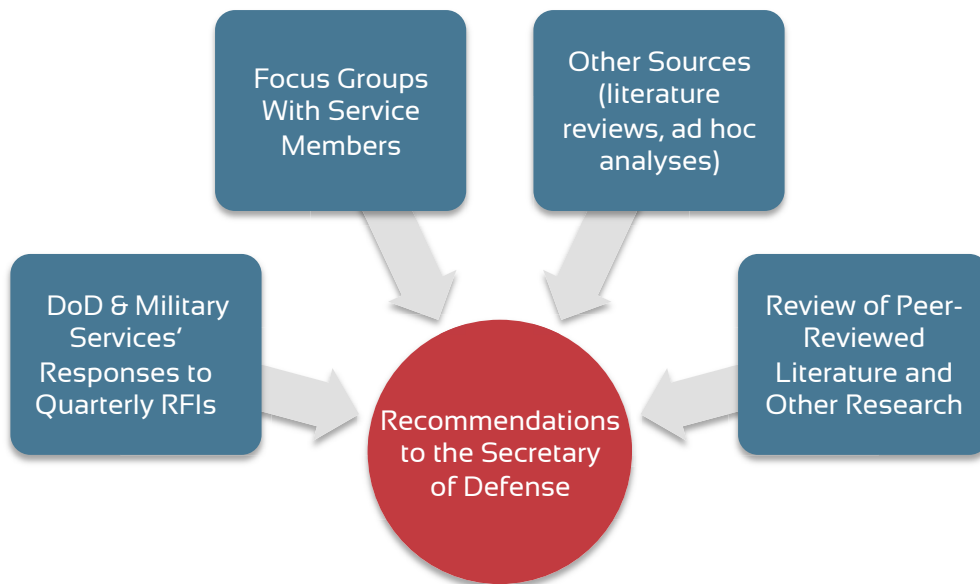 Focus Groups
With Service
Members
Other Sources
(literature
reviews, ad hoc
analyses)
DoD & Military
Services’
Responses to
Quarterly RFIs
Review of Peer-
Reviewed
Literature and
Other Research
Recommendations
to the Secretary
of Defense